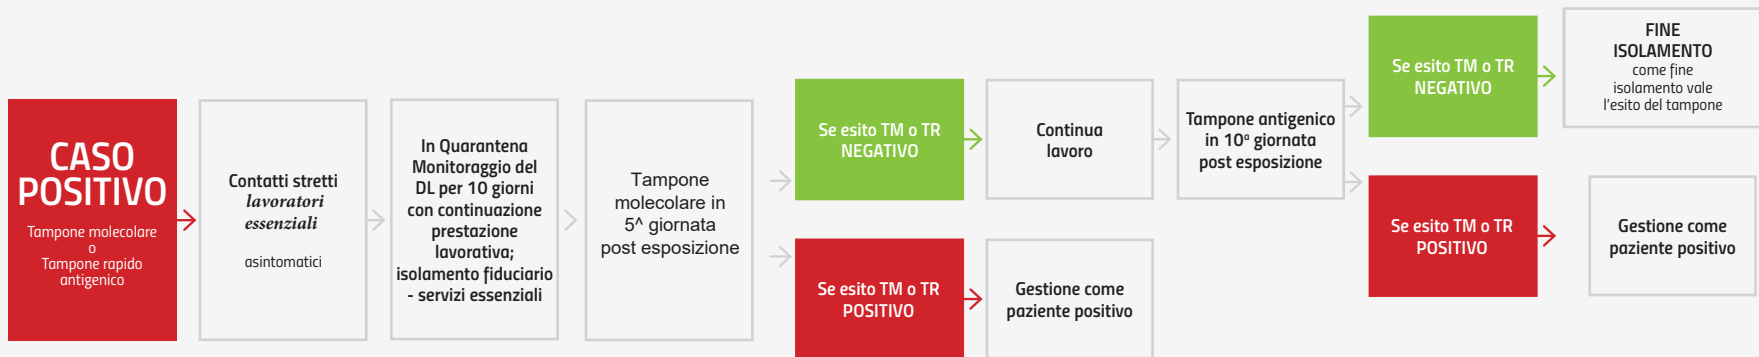 CASO
POSITIVO
Tampone molecolare
o
Tampone rapido
antigenico
Contatti stretti
lavoratori
essenziali
asintomatici
In Quarantena
Monitoraggio del
DL per 10 giorni
con continuazione
prestazione
lavorativa;
isolamento fiduciario
- servizi essenziali
Tampone
molecolare in
5^ giornata
post esposizione
Se esito TM o TR
NEGATIVO
Continua
lavoro
Tampone antigenico
in 10ª giornata
post esposizione
Se esito TM o TR
NEGATIVO
FINE
ISOLAMENTO
come fine
isolamento vale
l'esito del tampone
Se esito TM o TR
POSITIVO
Gestione come
paziente positivo
Se esito TM o TR
POSITIVO
Gestione come
paziente positivo